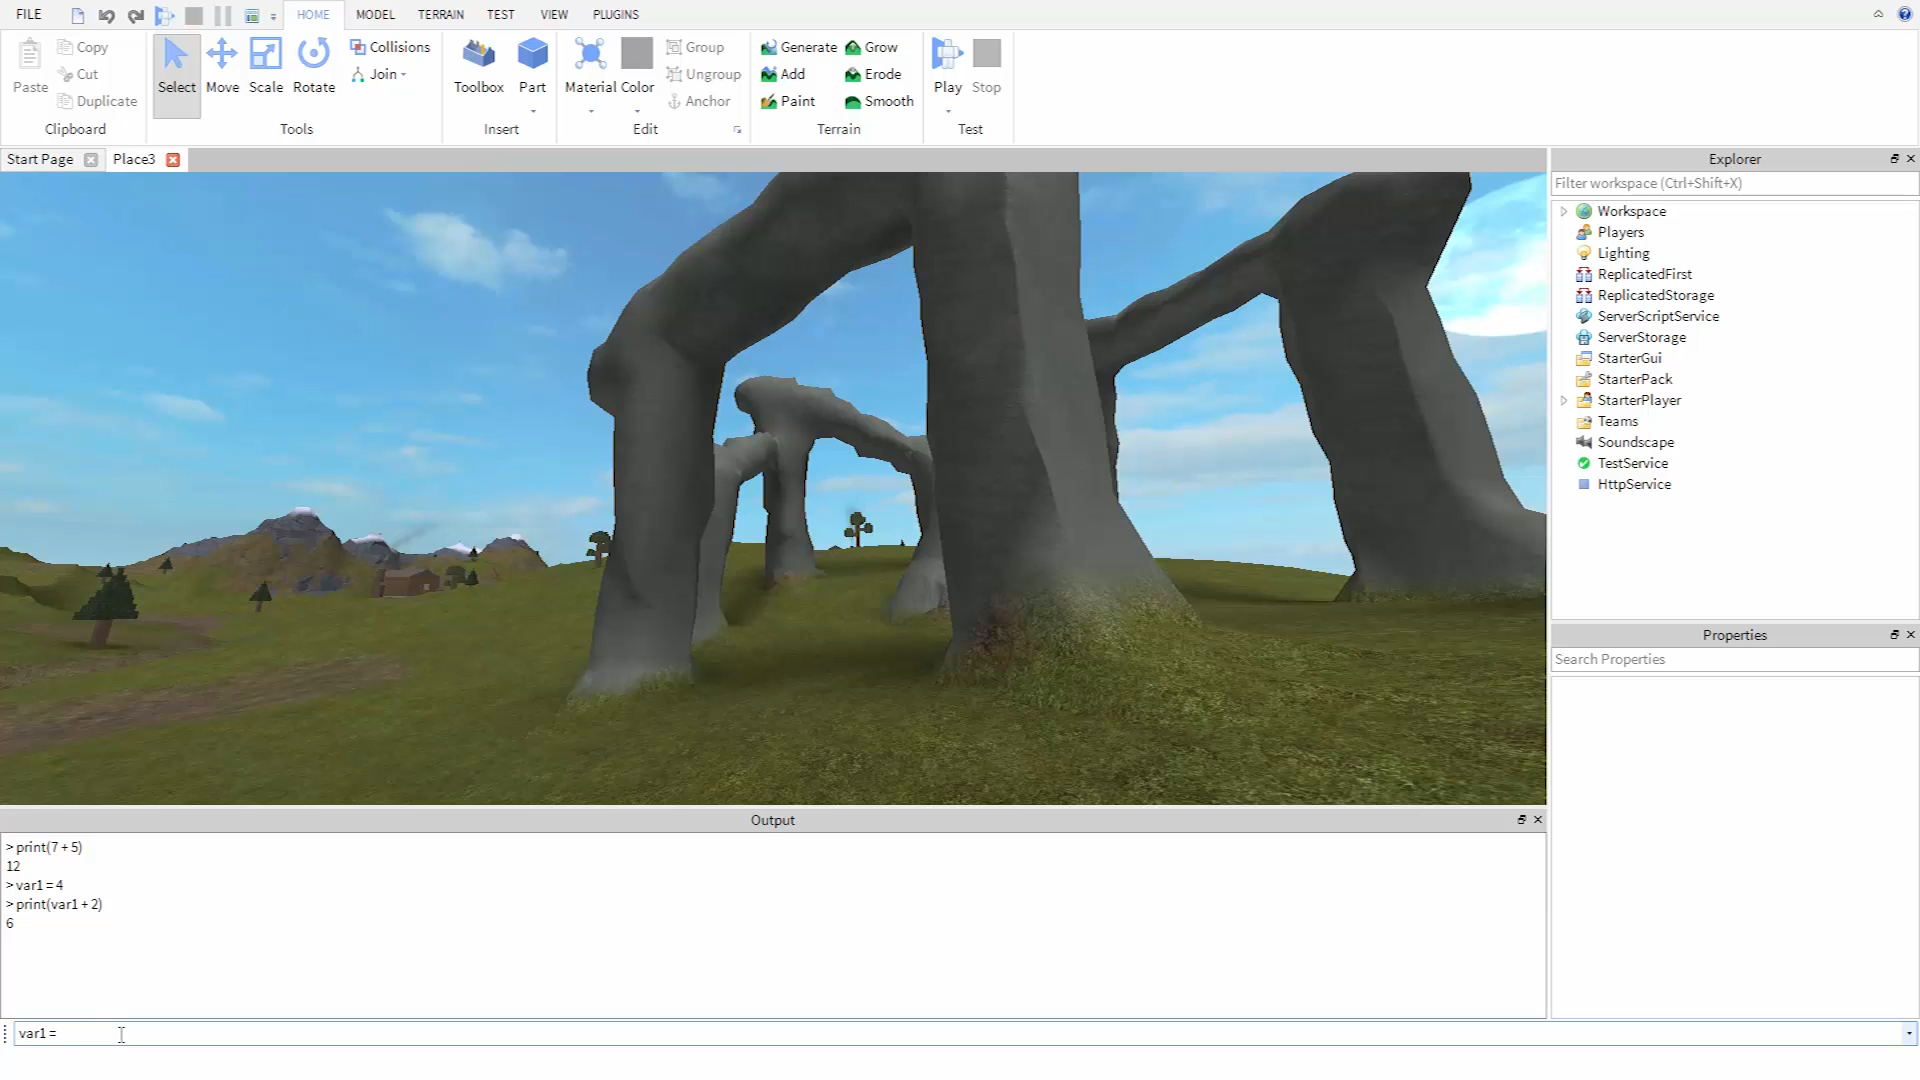 FILE HOME MODEL TERRAIN TEST VIEW PLUGINS
Paste
Copy
Cut
Duplicate
Clipboard
Select Move Scale Rotate
Collisions
Join
Tools
Toolbox Part
Insert
Material Color
Group
Ungroup
Anchor
Edit
Generate Grow
Add Erode
Paint Smooth
Terrain
Play Stop
Test
Start Page Place3
Explorer
Filter workspace (Ctrl+Shift+X)
Workspace
Players
Lighting
ReplicatedFirst
ReplicatedStorage
ServerScriptService
ServerStorage
StarterGui
StarterPack
StarterPlayer
Teams
Soundscape
TestService
HttpService
Properties
Search Properties
Output
> print(7 + 5)
12
> var1 = 4
> print(var1 + 2)
6
var1 =